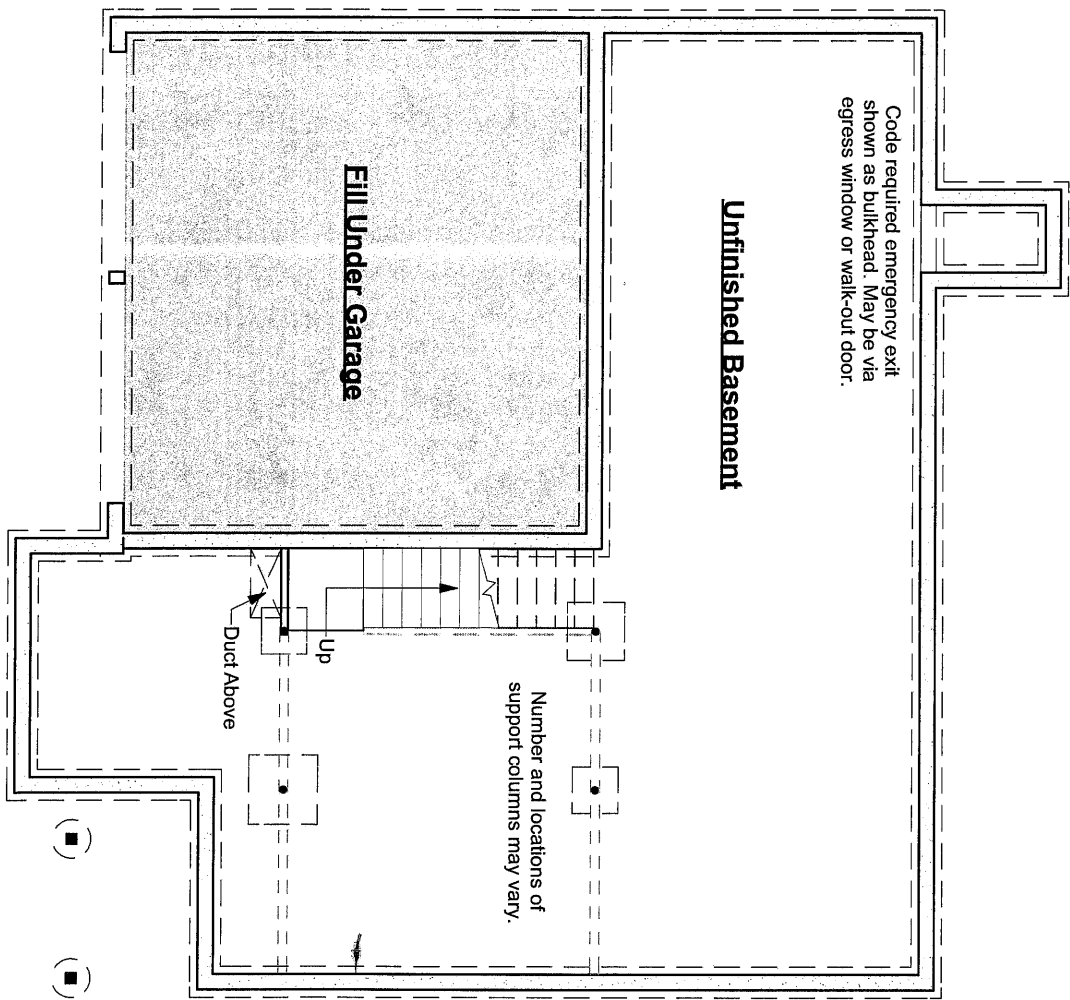 Code required emergency exit
shown as bulkhead. May be via
egress window or walk-out door.
Unfinished Basement
Fill Under Garage
Up
Duct Above
Number and locations of
support columns may vary.